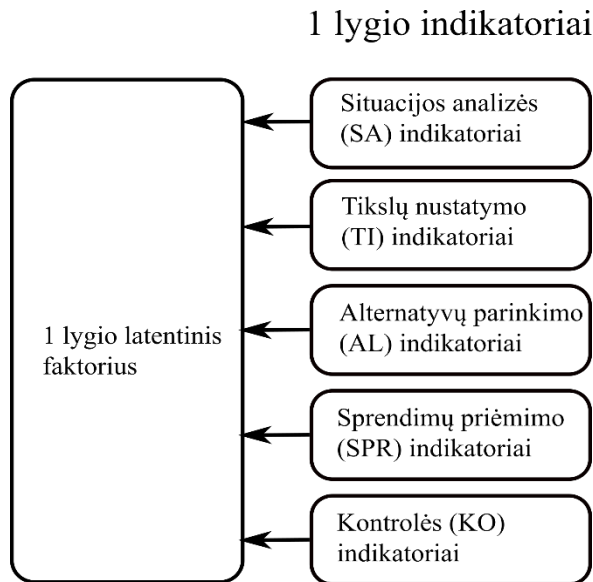 1 lygio indikatoriai
1 lygio latentinis
faktorius
Situacijos analizės
(SA) indikatoriai
Tikslų nustatymo
(TI) indikatoriai
Alternatyvų parinkimo
(AL) indikatoriai
Sprendimų priėmimo
(SPR) indikatoriai
Kontrolės (KO)
indikatoriai